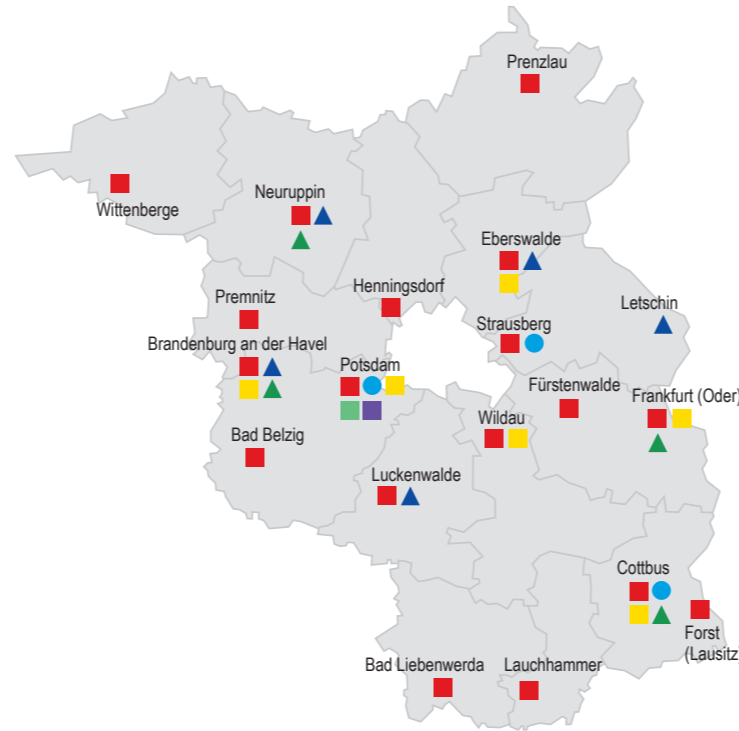 Prenzlau
Wittenberge
Neuruppin
Eberswalde
Henningsdorf
Premnitz
Letschin
Strausberg
Brandenburg an der Havel
Potsdam
Fürstenwalde
Frankfurt (Oder)
Wildau
Bad Belzig
Luckenwalde
Cottbus
Forst
(Lausitz)
Bad Liebenwerda
Lauchhammer